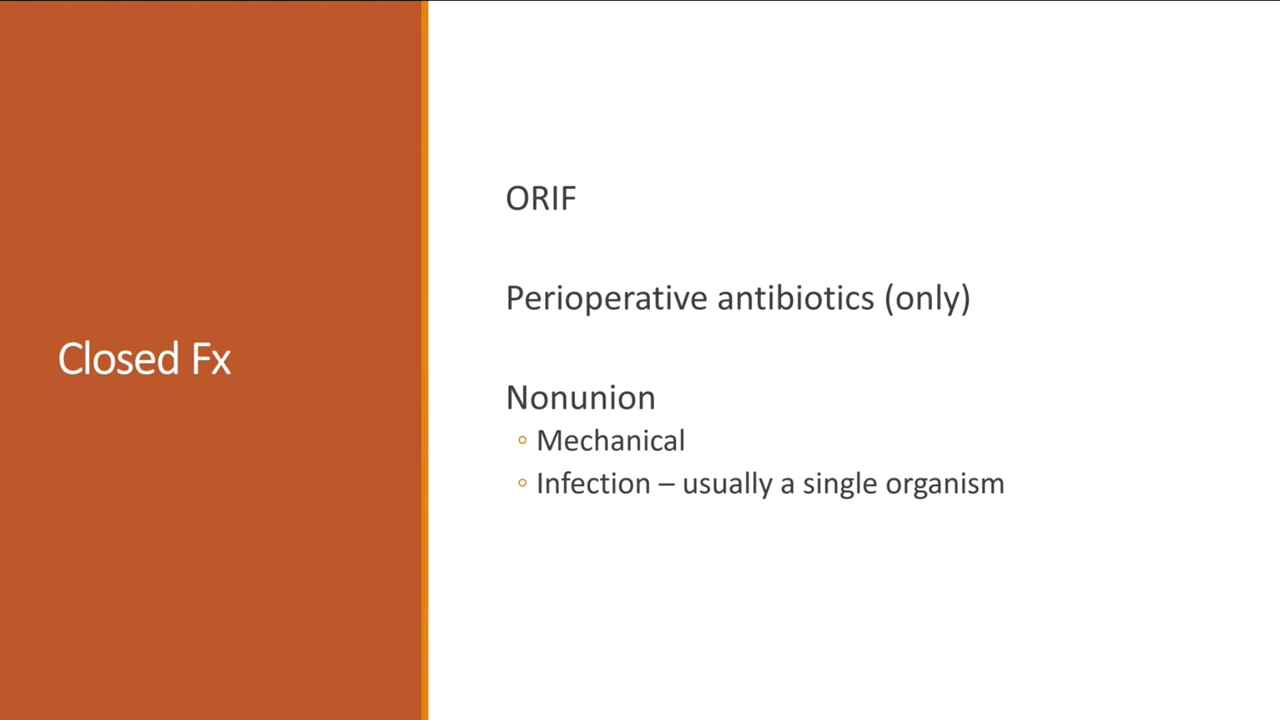 Closed Fx
ORIF
Perioperative antibiotics (only)
Nonunion
◦ Mechanical
◦ Infection – usually a single organism